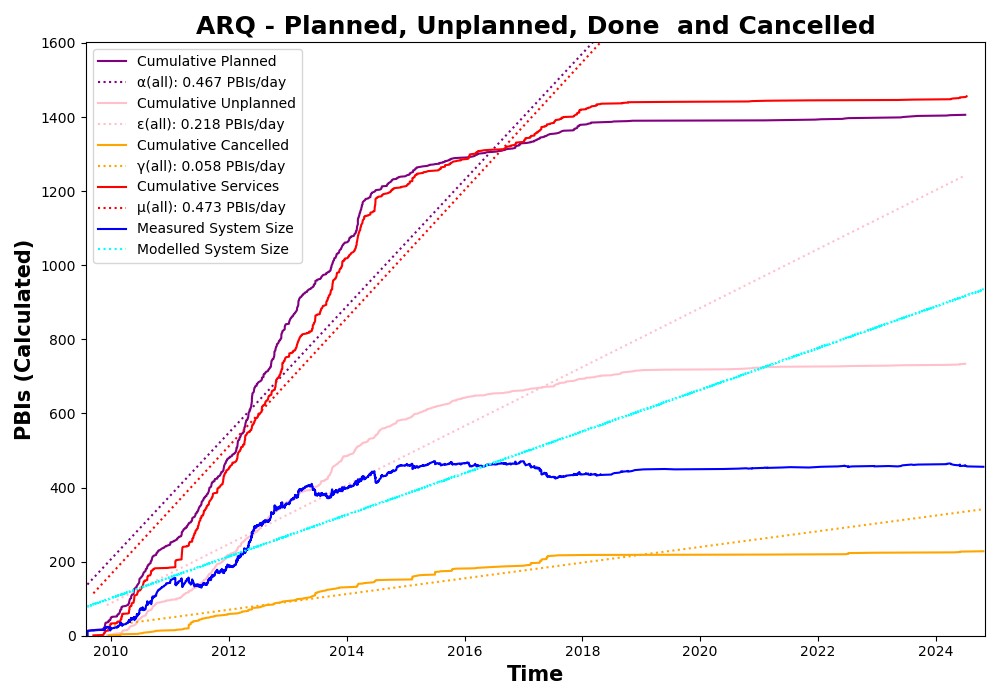 ARQ - Planned, Unplanned, Done  and Cancelled
PBIs (Calculated)
1600
1400
1200
1000
800
600
400
200
0
Cumulative Planned
α(all): 0.467 PBIs/day
Cumulative Unplanned
ε(all): 0.218 PBIs/day
Cumulative Cancelled
γ(all): 0.058 PBIs/day
Cumulative Services
μ(all): 0.473 PBIs/day
Measured System Size
Modelled System Size
2010 2012 2014 2016 2018 2020 2022 2024
Time